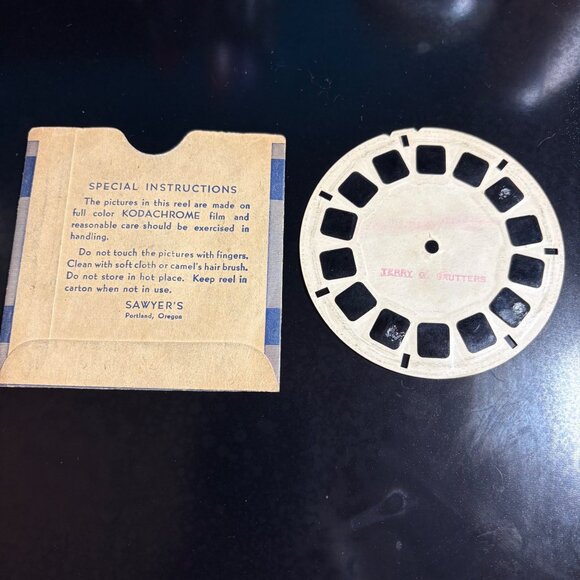 SPECIAL INSTRUCTIONS
The pictures in this reel are made on
full color KODACHROME film and
reasonable care should be exercised in
handling.
Do not touch the pictures with fingers.
Clean with soft cloth or camel's hair brush.
Do not store in hot place. Keep reel in
carton when not in use.
SAWYER'S
Portland, Oregon
TERRY G. GRUTTERS